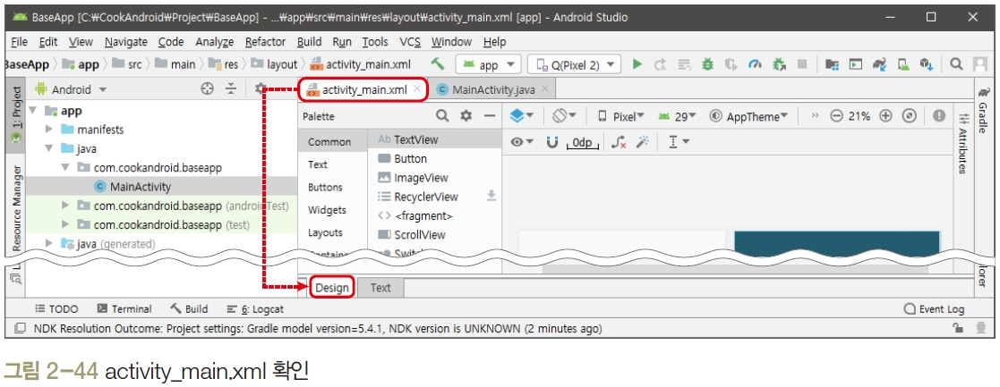 BaseApp [C:₩CookAndroid₩Project₩BaseApp] - ...₩app₩src₩main₩res₩layout₩activity_main.xml [app] - Android Studio
File Edit View Navigate Code Analyze Refactor Build Run Tools VCS Window Help
BaseApp app src main res layout activity_main.xml app Q(Pixel 2)
1: Project
Resource Manager
Android
app
manifests
java
com.cookandroid.baseapp
MainActivity
com.cookandroid.baseapp (androidTest)
com.cookandroid.baseapp (test)
java (generated)
activity_main.xml MainActivity.java
Palette
Common
Text
Buttons
Widgets
Layouts
Ab TextView
Button
ImageView
RecyclerView
<> <fragment>
ScrollView
Pixel 29 AppTheme 21%
0dp
Gradle
Attributes
Design Text
TODO Terminal Build 6: Logcat Event Log
NDK Resolution Outcome: Project settings: Gradle model version=5.4.1, NDK version is UNKNOWN (2 minutes ago)
그림 2-44 activity_main.xml 확인